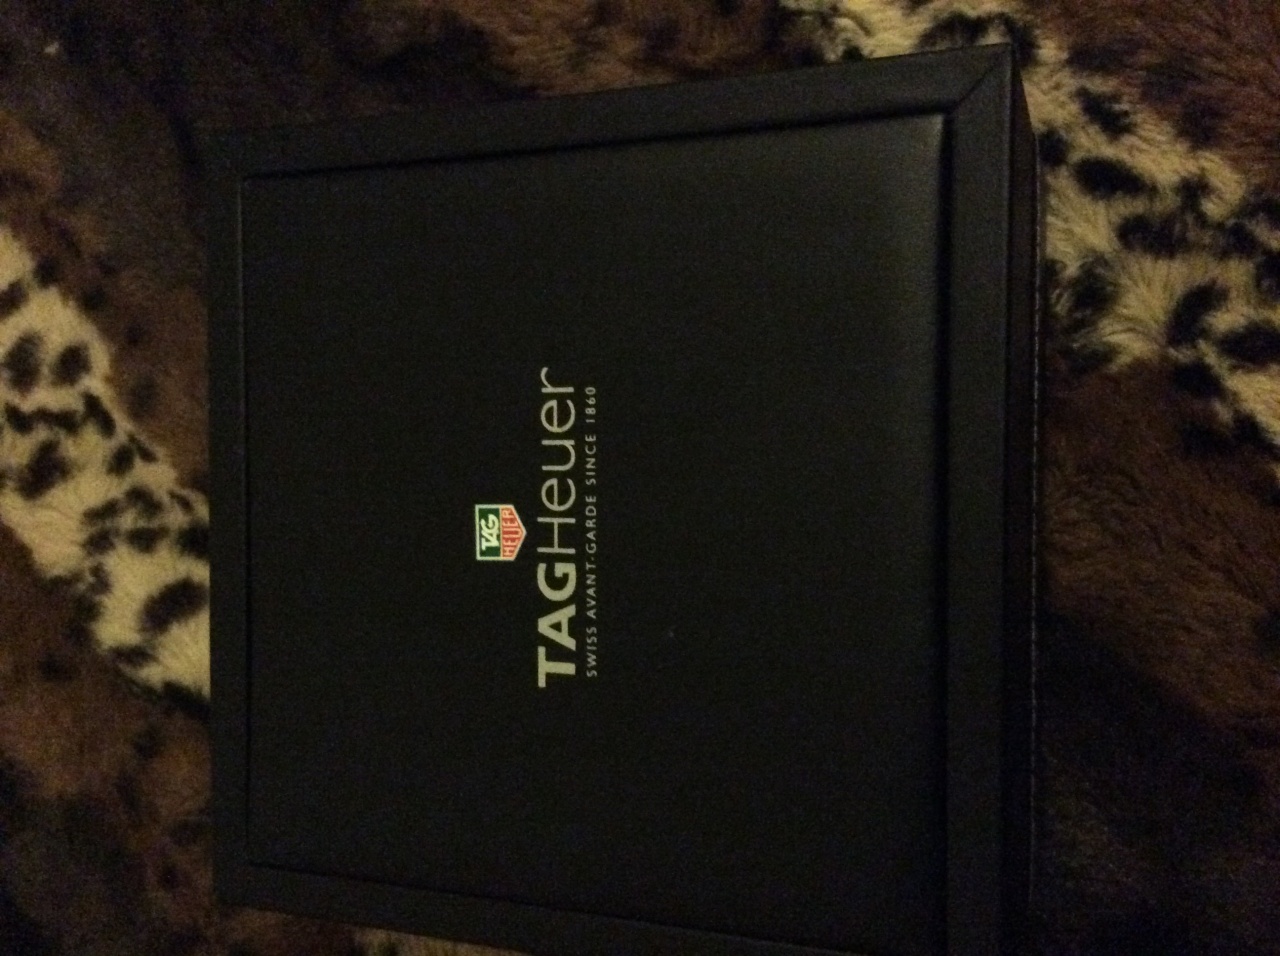 TAG
HEUER
TAGHeuer
SWISS AVANT-GARDE SINCE 1860